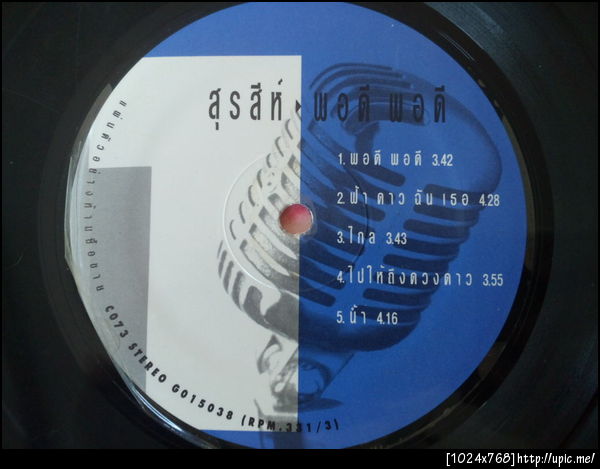 สุรสีห์ • พอดี พอดี
1. พอดี พอดี 3.42
2. ฟ้า ดาว ฉัน เธอ 4.28
3. ไกล 3.43
4. ไปให้ถึงดวงดาว 3.55
5. น้ำ 4.16
C073 STEREO G015038 (RPM.331/3)
[1024x768]http://upic.me/